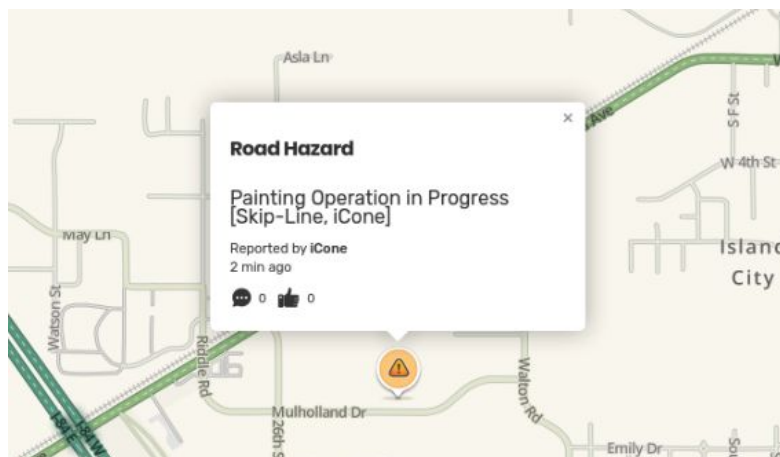 Asla Ln
Ave
S F St
W 4th St
×
Road Hazard
Painting Operation in Progress
[Skip-Line, iCone]
Reported by iCone
2 min ago
0 0
May Ln
Island
City
Watson St
Riddle Rd
26th S
Mulholland Dr
Walton Rd
Emily Dr
I-84 E
I-84 W